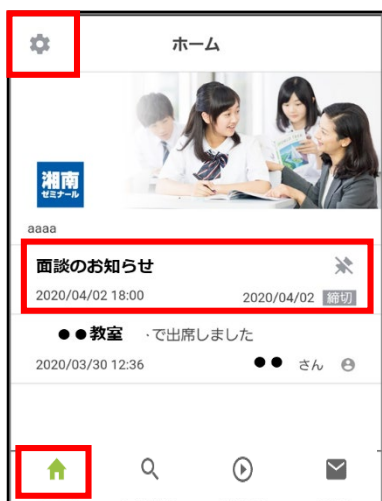 ホーム
湘南
ゼミナール
aaaa
面談のお知らせ
2020/04/02 18:00 2020/04/02 締切
●●教室 ・で出席しました
2020/03/30 12:36 ●● さん